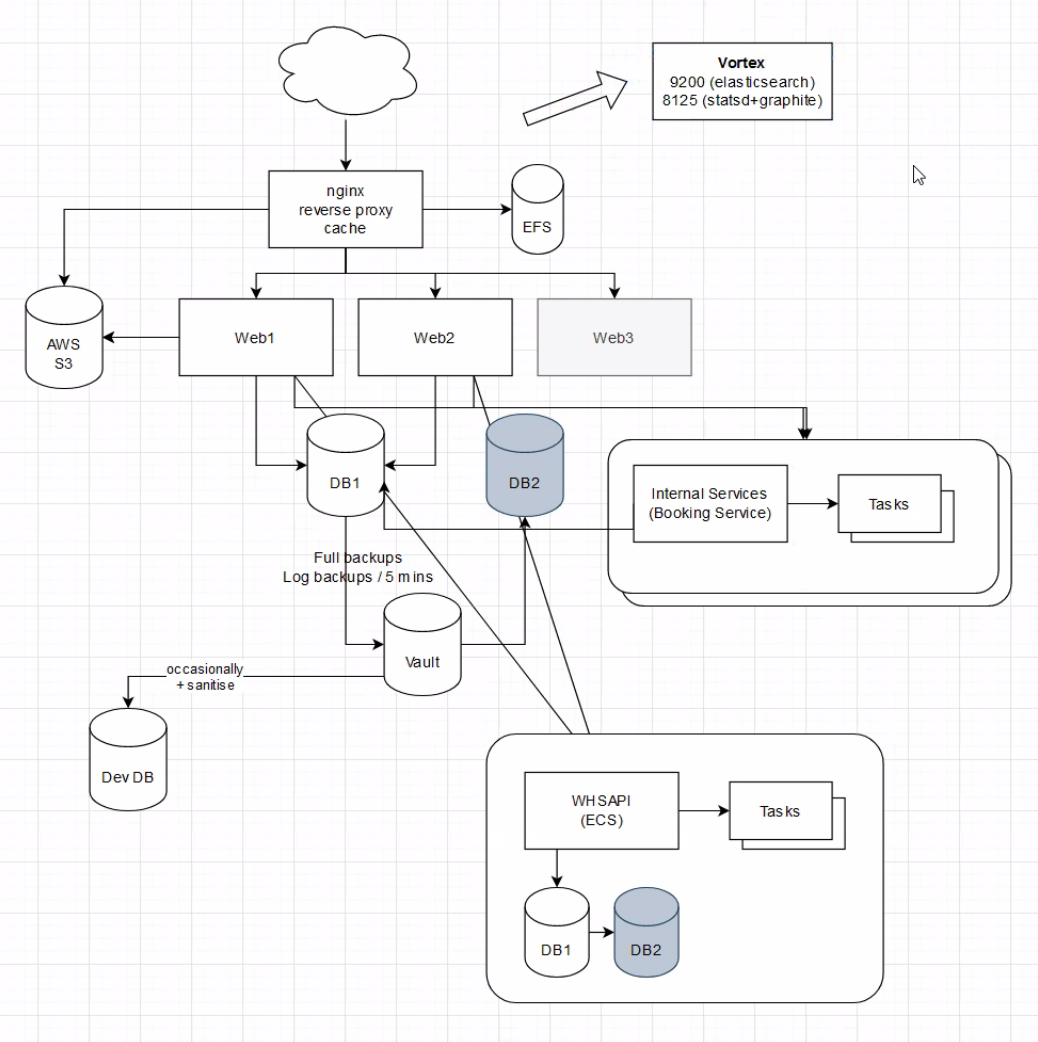 Vortex
9200 (elasticsearch)
8125 (statsd+graphite)
nginx
reverse proxy
cache
EFS
AWS
S3
Web1
Web2
Web3
DB1
DB2
Internal Services
(Booking Service)
Tasks
Full backups
Log backups / 5 mins
Vault
occasionally
+ sanitise
Dev DB
WHSAPI
(ECS)
Tasks
DB1
DB2